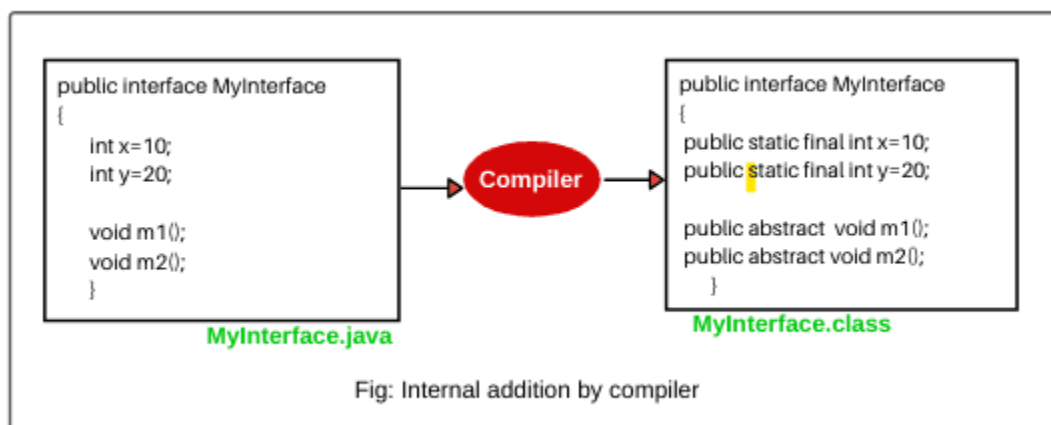 public interface MyInterface
{
int x=10;
int y=20;
void m1();
void m2();
}
MyInterface.java
Compiler
public interface MyInterface
{
public static final int x=10;
public static final int y=20;
public abstract  void m1();
public abstract void m2();
}
MyInterface.class
Fig: Internal addition by compiler